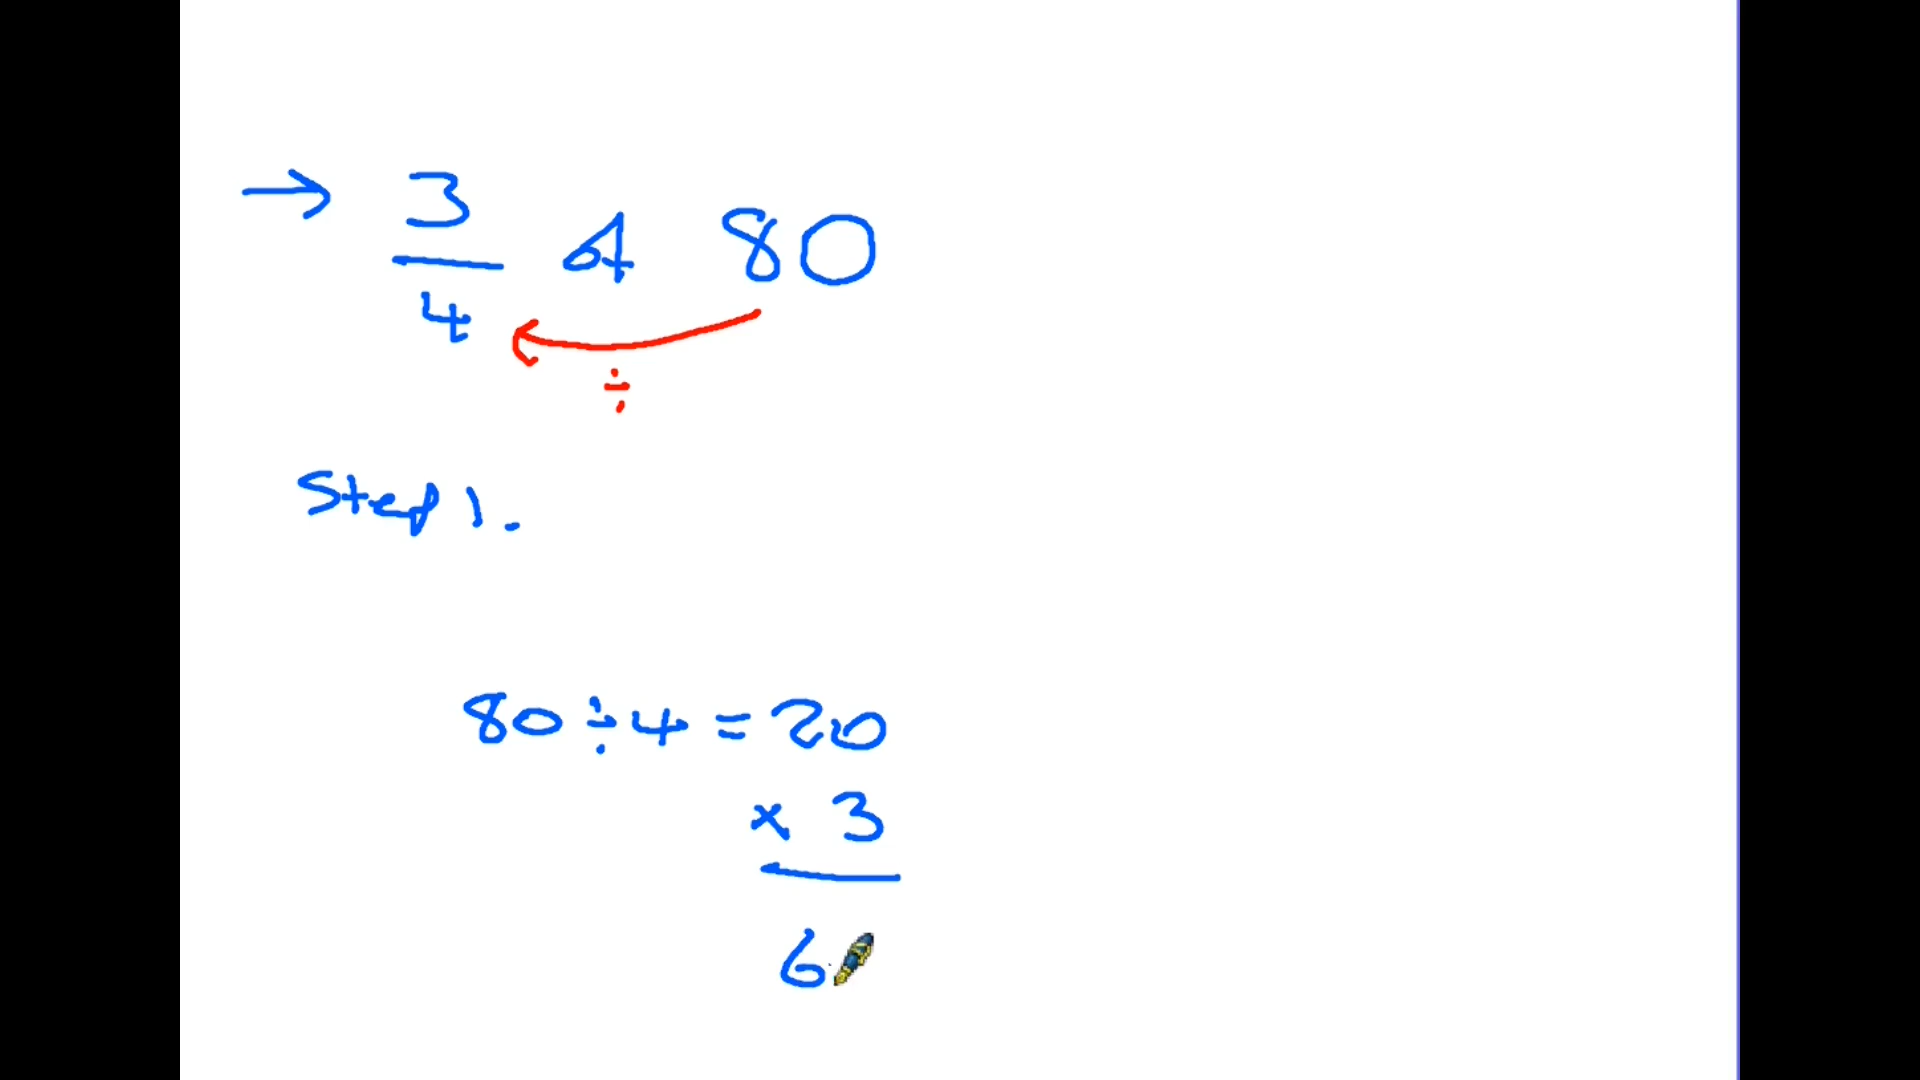 → 3/4 of 80
÷
Step 1.
80 ÷ 4 = 20
× 3
6